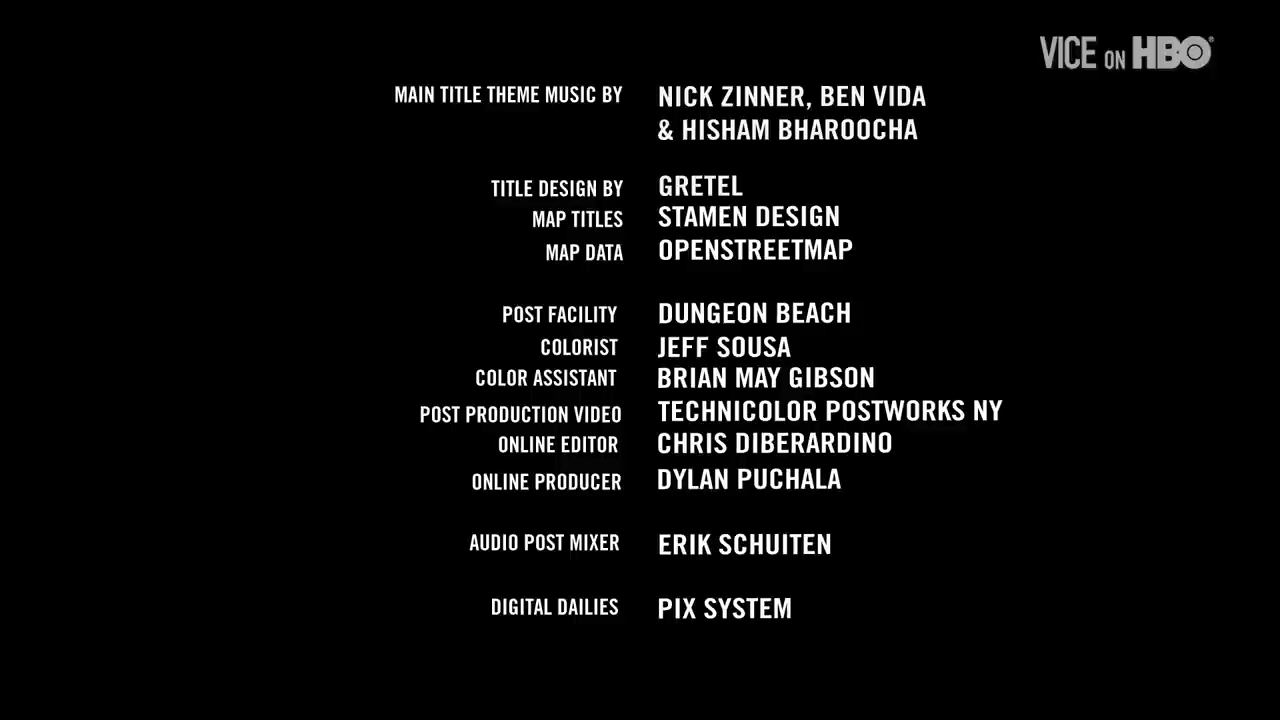 VICE ON HBO®
MAIN TITLE THEME MUSIC BY NICK ZINNER, BEN VIDA
& HISHAM BHAROOCHA
TITLE DESIGN BY GRETEL
MAP TITLES STAMEN DESIGN
MAP DATA OPENSTREETMAP
POST FACILITY DUNGEON BEACH
COLORIST JEFF SOUSA
COLOR ASSISTANT BRIAN MAY GIBSON
POST PRODUCTION VIDEO TECHNICOLOR POSTWORKS NY
ONLINE EDITOR CHRIS DIBERARDINO
ONLINE PRODUCER DYLAN PUCHALA
AUDIO POST MIXER ERIK SCHUITEN
DIGITAL DAILIES PIX SYSTEM